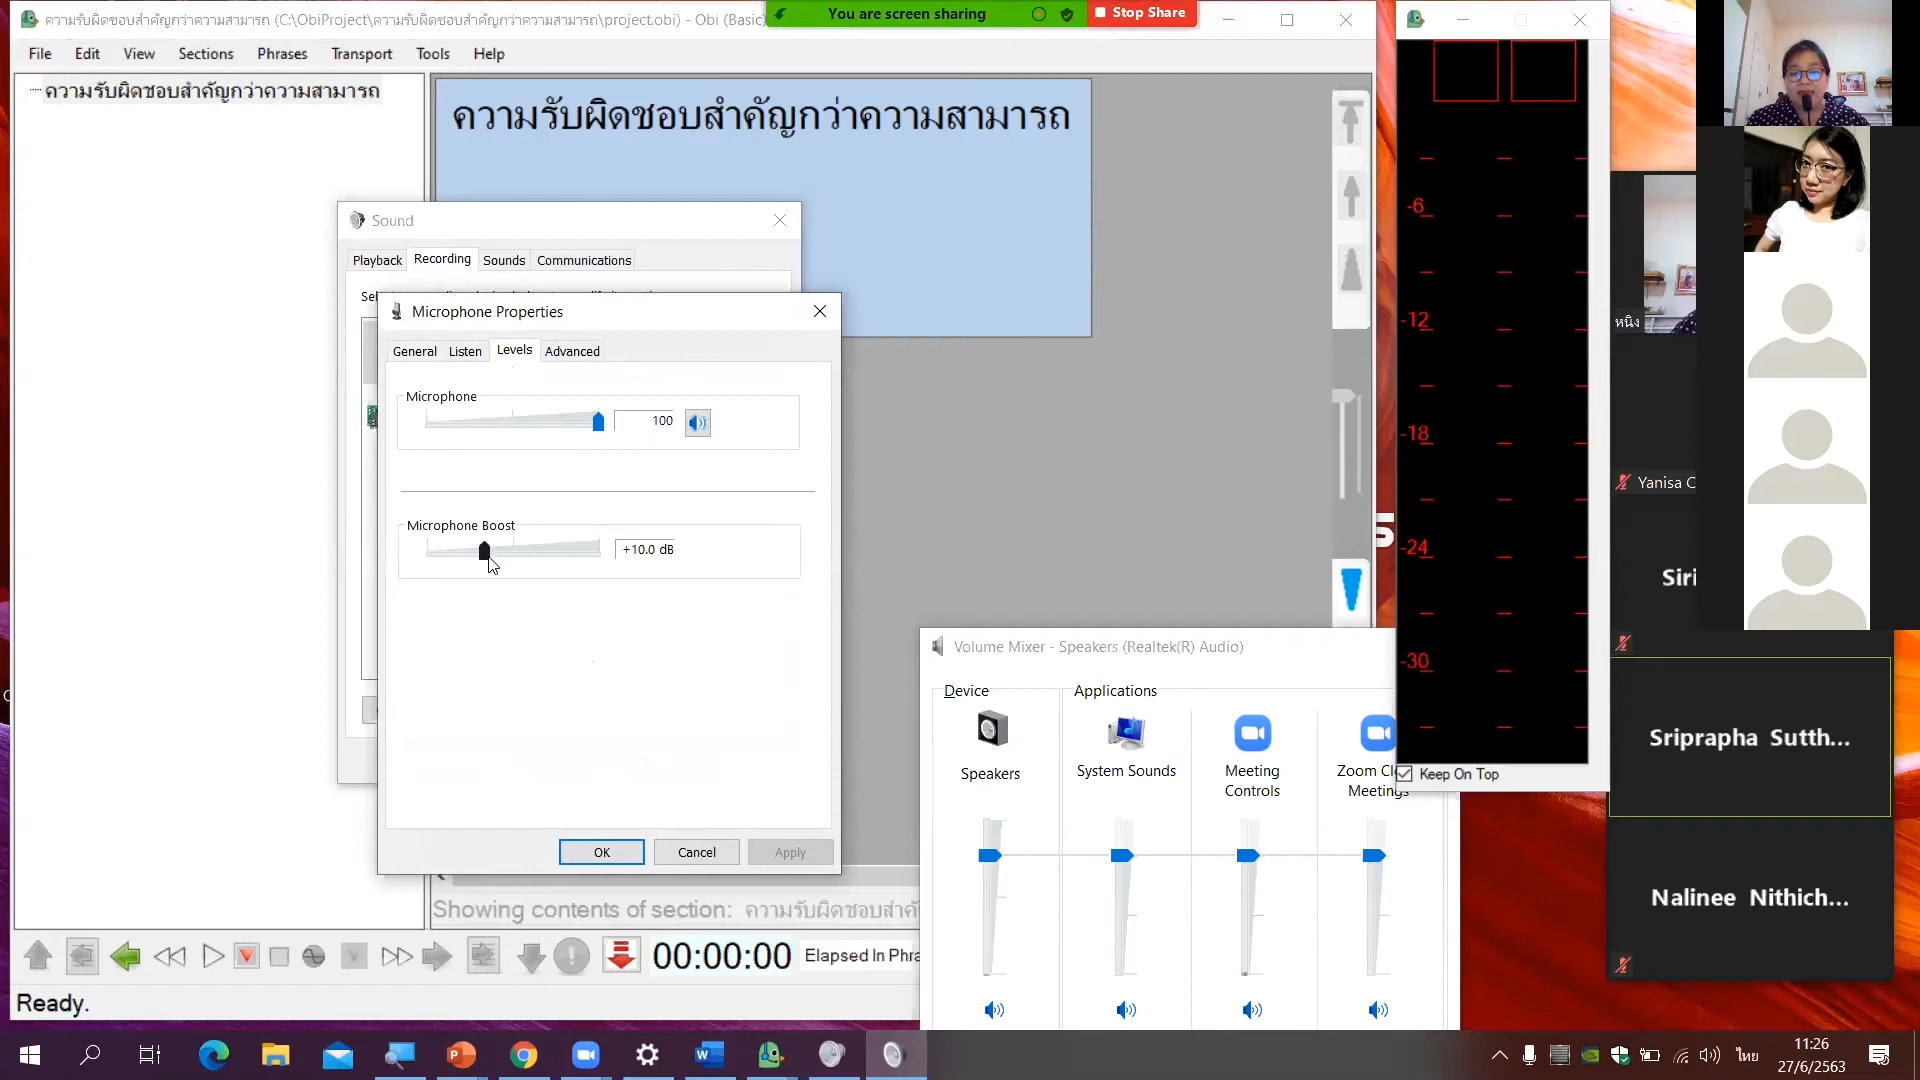 ความรับผิดชอบสำคัญกว่าความสามารถ (C:\ObiProject\ความรับผิดชอบสำคัญกว่าความสามารถ\project.obi) - Obi (Basic)
You are screen sharing
Stop Share
File Edit View Sections Phrases Transport Tools Help
ความรับผิดชอบสำคัญกว่าความสามารถ
ความรับผิดชอบสำคัญกว่าความสามารถ
Sound
Playback Recording Sounds Communications
Microphone Properties
General Listen Levels Advanced
Microphone
100
Microphone Boost
+10.0 dB
OK Cancel Apply
Showing contents of section:
00:00:00
Elapsed In
Ready.
Volume Mixer - Speakers (Realtek(R) Audio)
Device
Applications
Speakers
System Sounds
Meeting
Controls
Zoom
Meetings
-6
-12
-18
-24
-30
Keep On Top
หนิง
Yanisa
Sriprapha Sutth...
Nalinee Nithich...
ไทย
11:26
27/6/2563